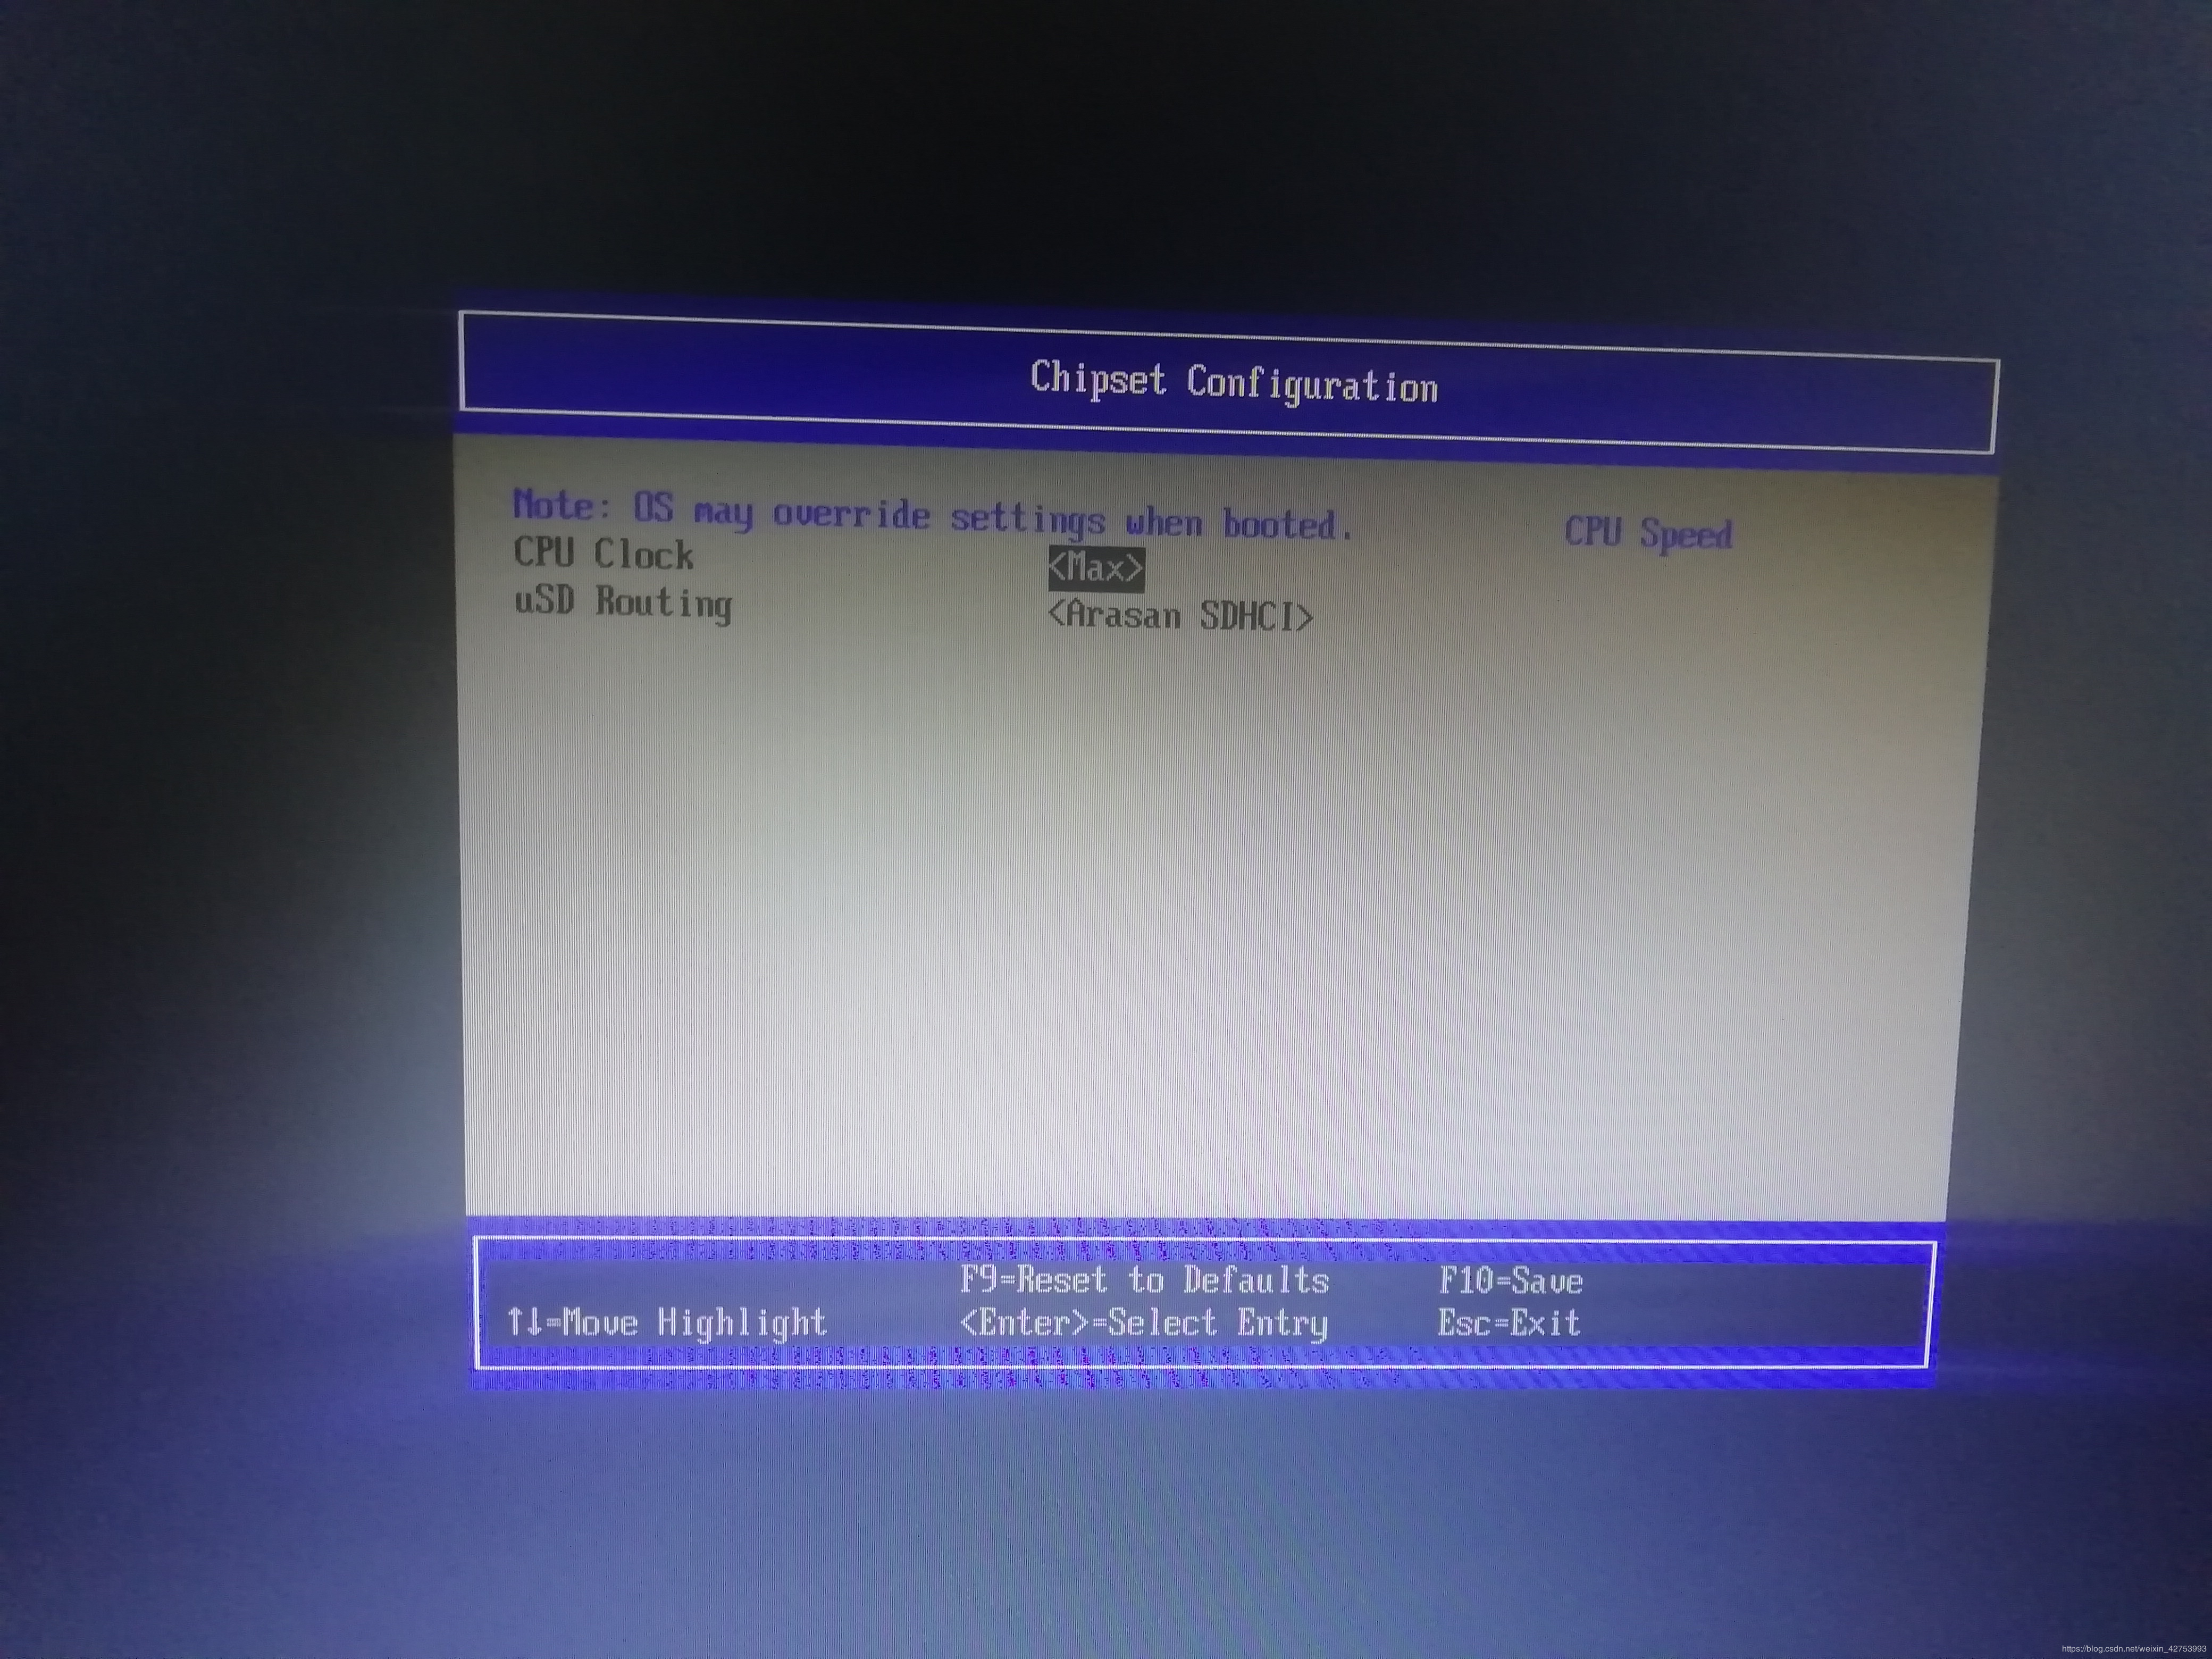 Chipset Configuration
Note: OS may override settings when booted.
CPU Speed
CPU Clock <Max>
uSD Routing <Arasan SDHCI>
F9=Reset to Defaults F10=Save
↑↓=Move Highlight <Enter>=Select Entry Esc=Exit
https://blog.csdn.net/weixin_42753993